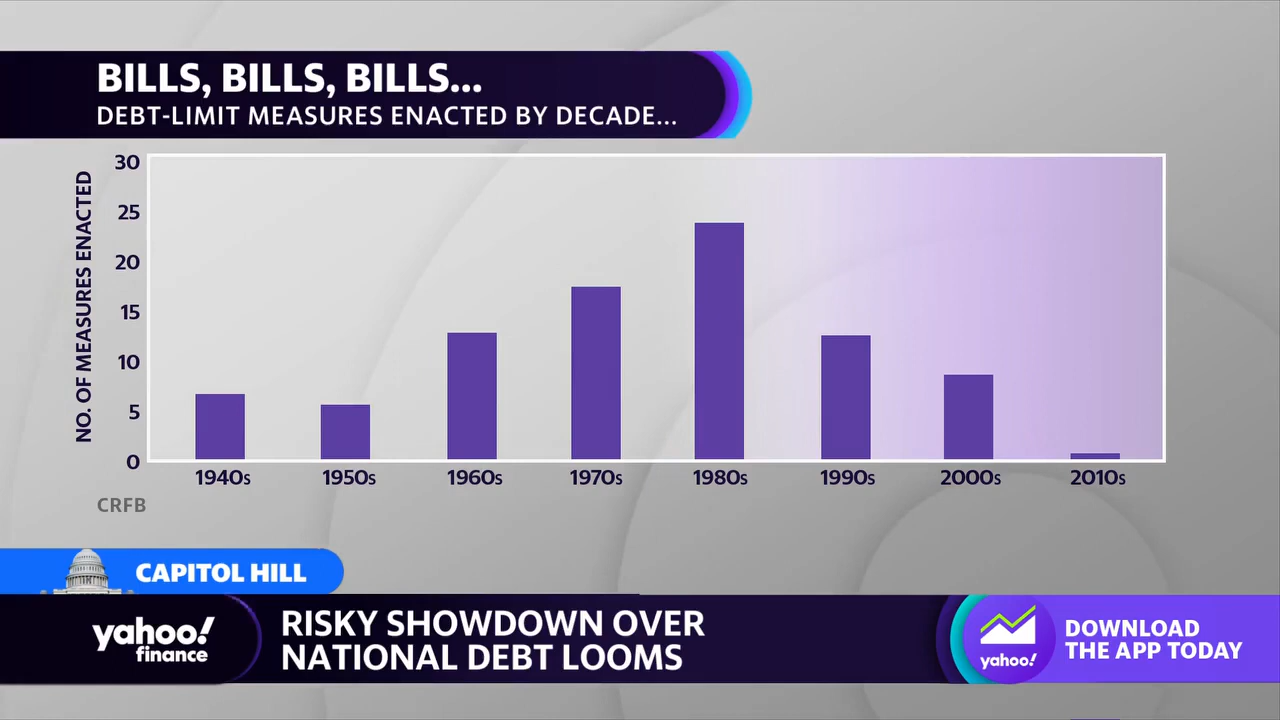 BILLS, BILLS, BILLS...
DEBT-LIMIT MEASURES ENACTED BY DECADE...
NO. OF MEASURES ENACTED
30
25
20
15
10
5
0
1940s 1950s 1960s 1970s 1980s 1990s 2000s 2010s
CRFB
CAPITOL HILL
yahoo!
finance
RISKY SHOWDOWN OVER
NATIONAL DEBT LOOMS
yahoo!
DOWNLOAD
THE APP TODAY